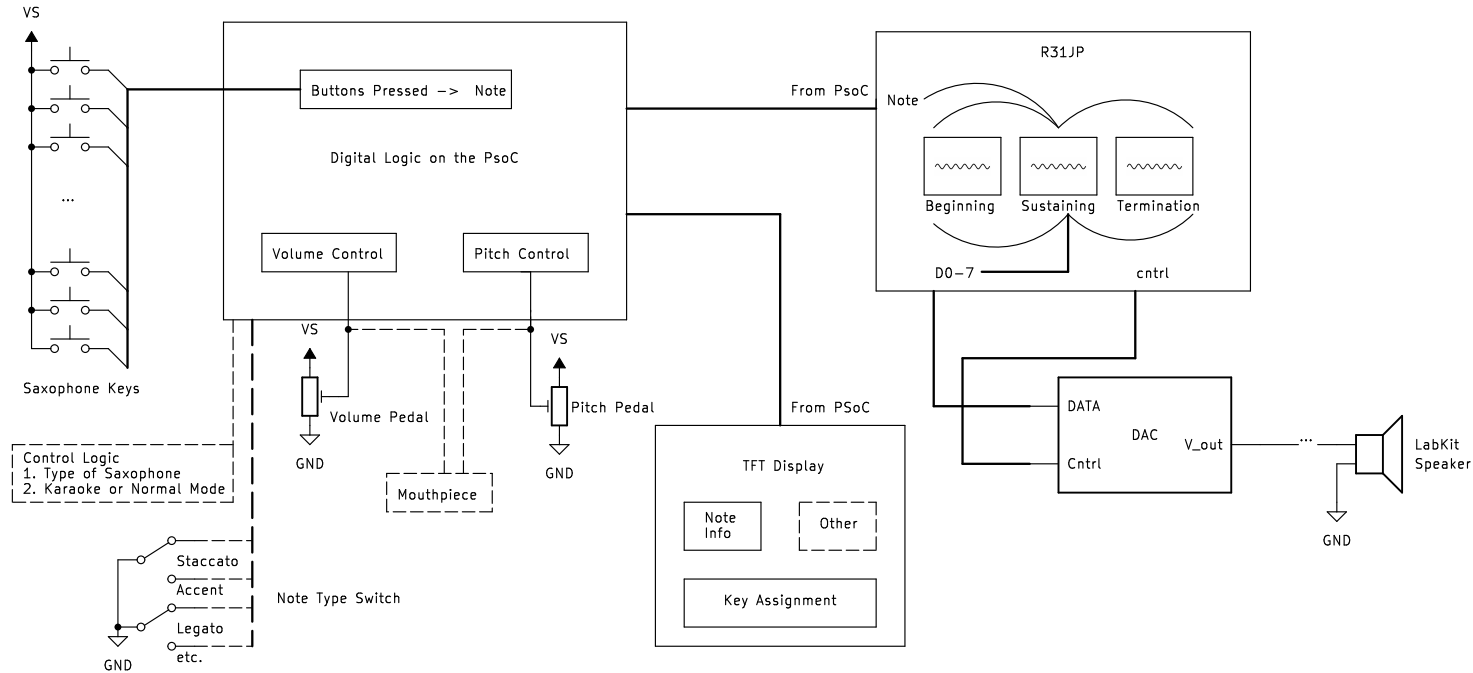 VS
Buttons Pressed -> Note
Digital Logic on the PsoC
Volume Control
Pitch Control
...
Saxophone Keys
VS
Volume Pedal
GND
VS
Pitch Pedal
GND
Mouthpiece
Control Logic
1. Type of Saxophone
2. Karaoke or Normal Mode
Staccato
Accent
Legato
etc.
GND
Note Type Switch
From PsoC
R31JP
Note
Beginning
Sustaining
Termination
D0-7
cntrl
From PSoC
TFT Display
Note
Info
Other
Key Assignment
DATA
DAC
Cntrl
V_out
...
LabKit
Speaker
GND